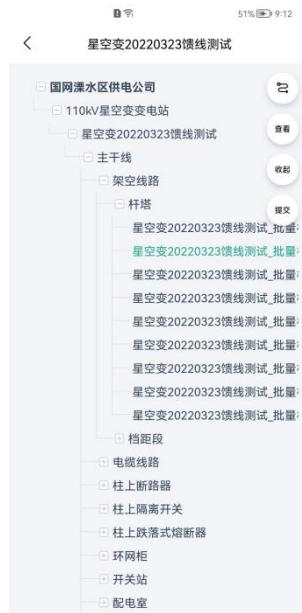 51% 9:12
星空变20220323馈线测试
国网溧水区供电公司
110kV星空变变电站
查看
星空变20220323馈线测试
主干线
收起
架空线路
杆塔
提交
星空变20220323馈线测试_批量
星空变20220323馈线测试_批量
星空变20220323馈线测试_批量
星空变20220323馈线测试_批量
星空变20220323馈线测试_批量
星空变20220323馈线测试_批量
星空变20220323馈线测试_批量
星空变20220323馈线测试_批量
星空变20220323馈线测试_批量
档距段
电缆线路
柱上断路器
柱上隔离开关
柱上跌落式熔断器
环网柜
开关站
配电室